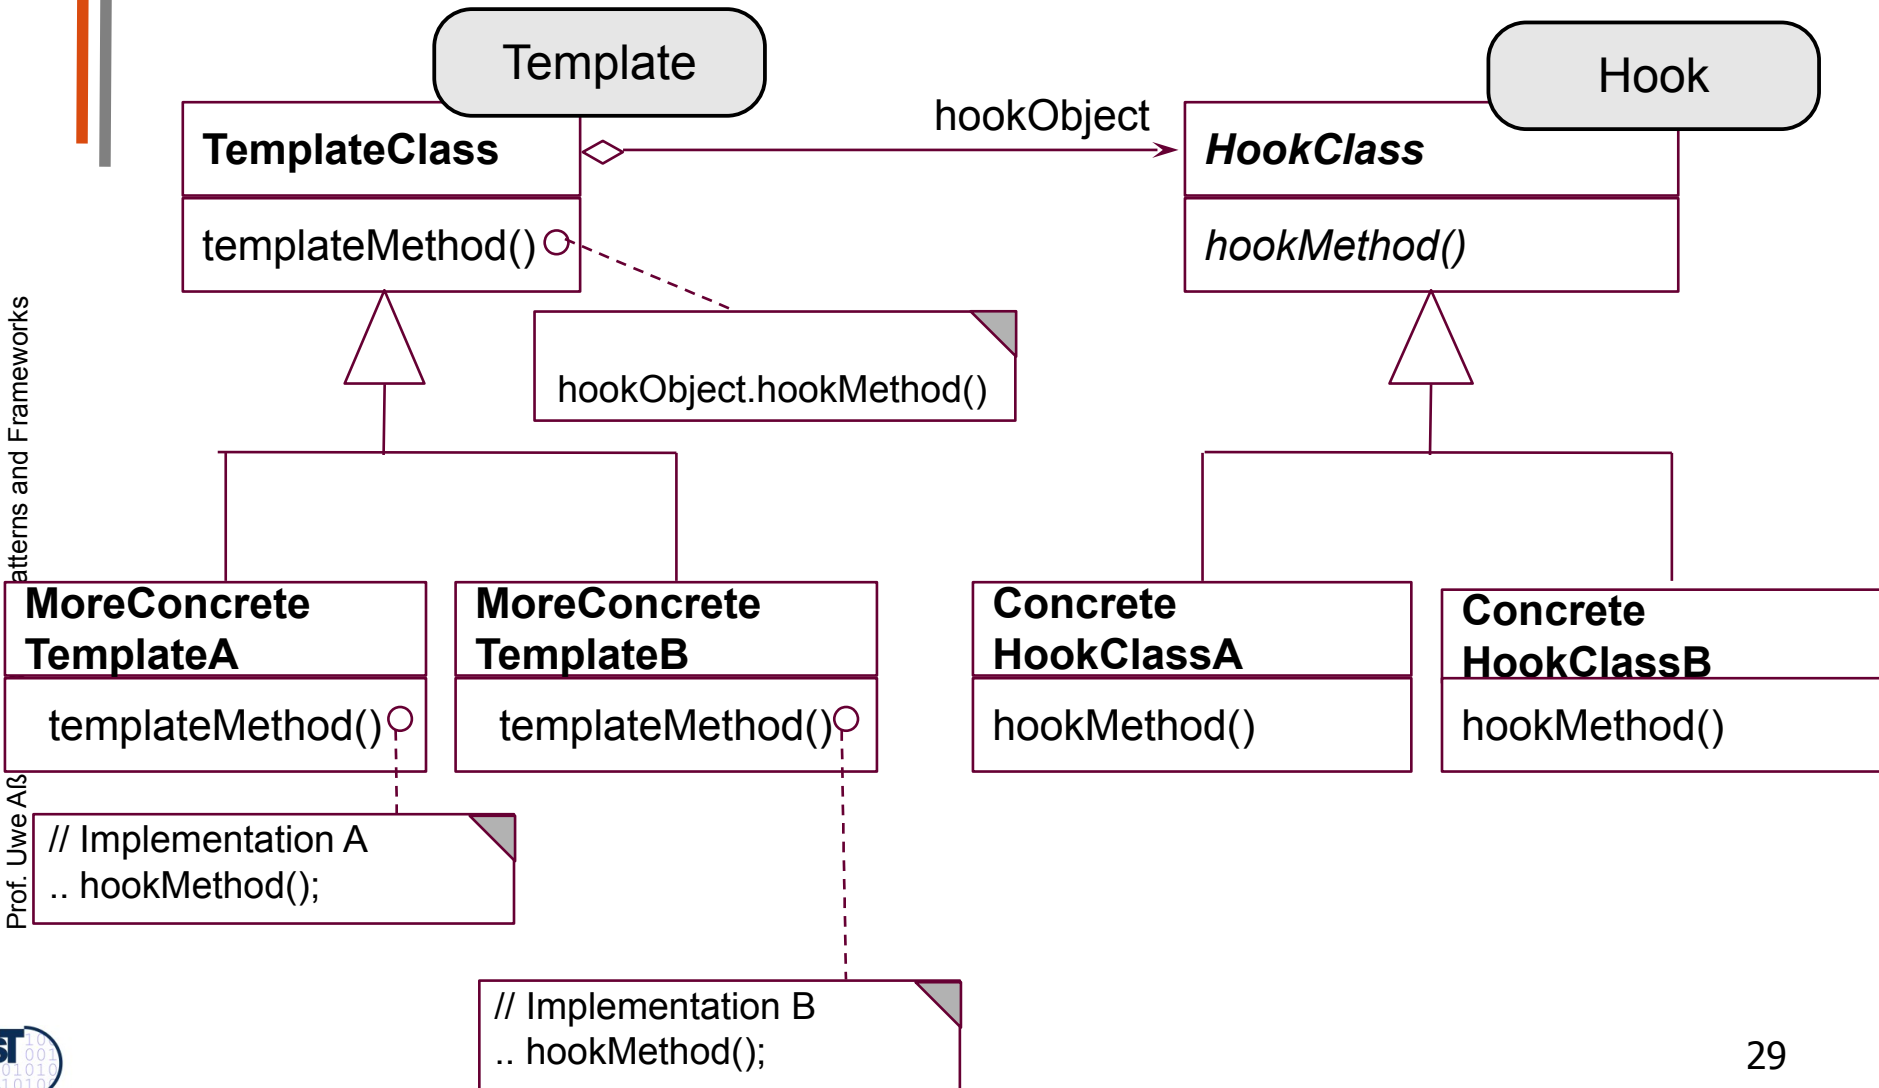 Template
Hook
hookObject
TemplateClass
HookClass
templateMethod()
hookMethod()
hookObject.hookMethod()
MoreConcrete
TemplateA
MoreConcrete
TemplateB
Concrete
HookClassA
Concrete
HookClassB
templateMethod()
templateMethod()
hookMethod()
hookMethod()
// Implementation A
.. hookMethod();
// Implementation B
.. hookMethod();
Prof. Uwe Aß
atterns and Frameworks
29